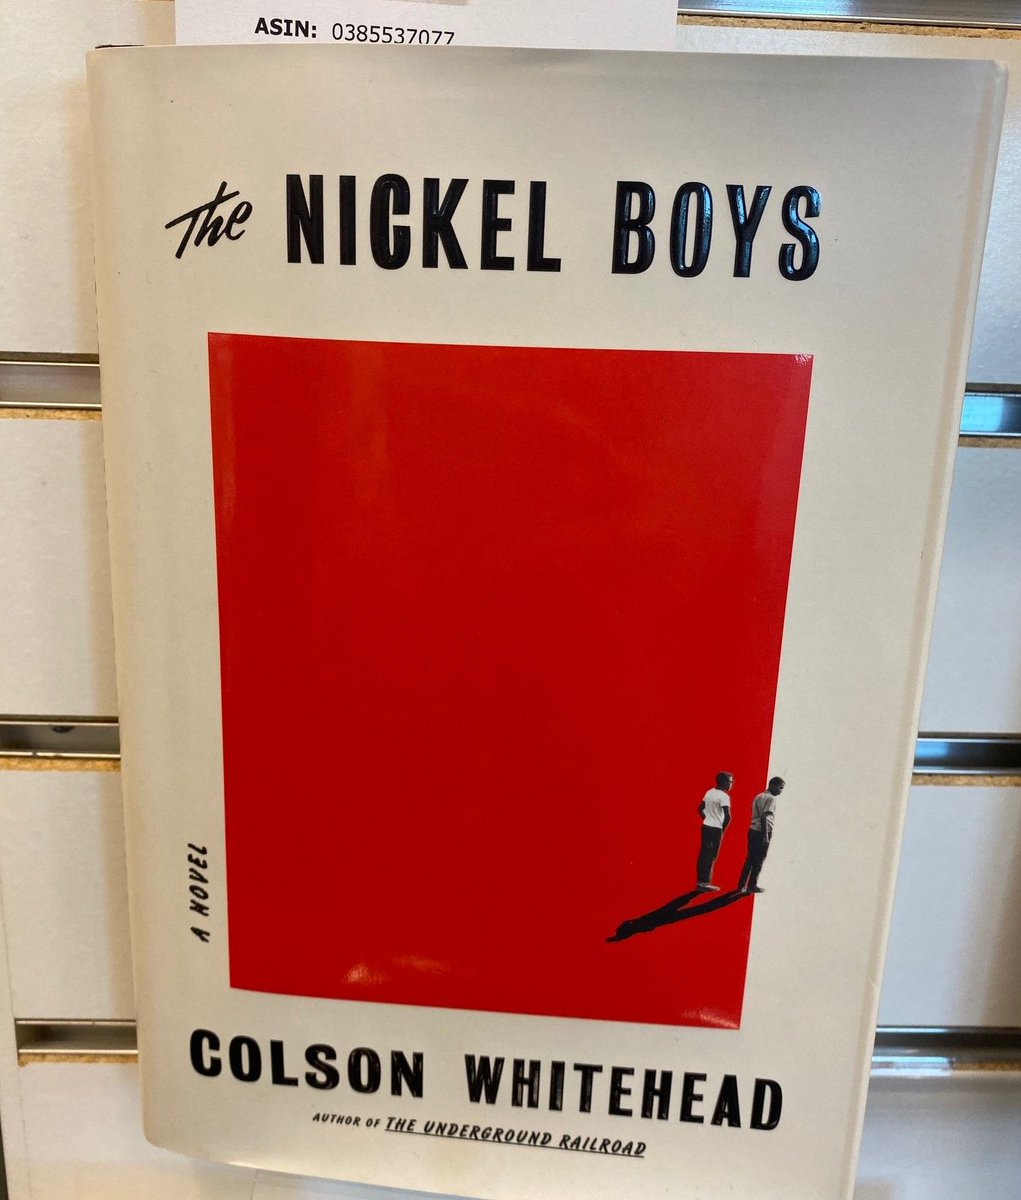 ASIN: 0385537077
The NICKEL BOYS
A NOVEL
COLSON WHITEHEAD
AUTHOR OF THE UNDERGROUND RAILROAD